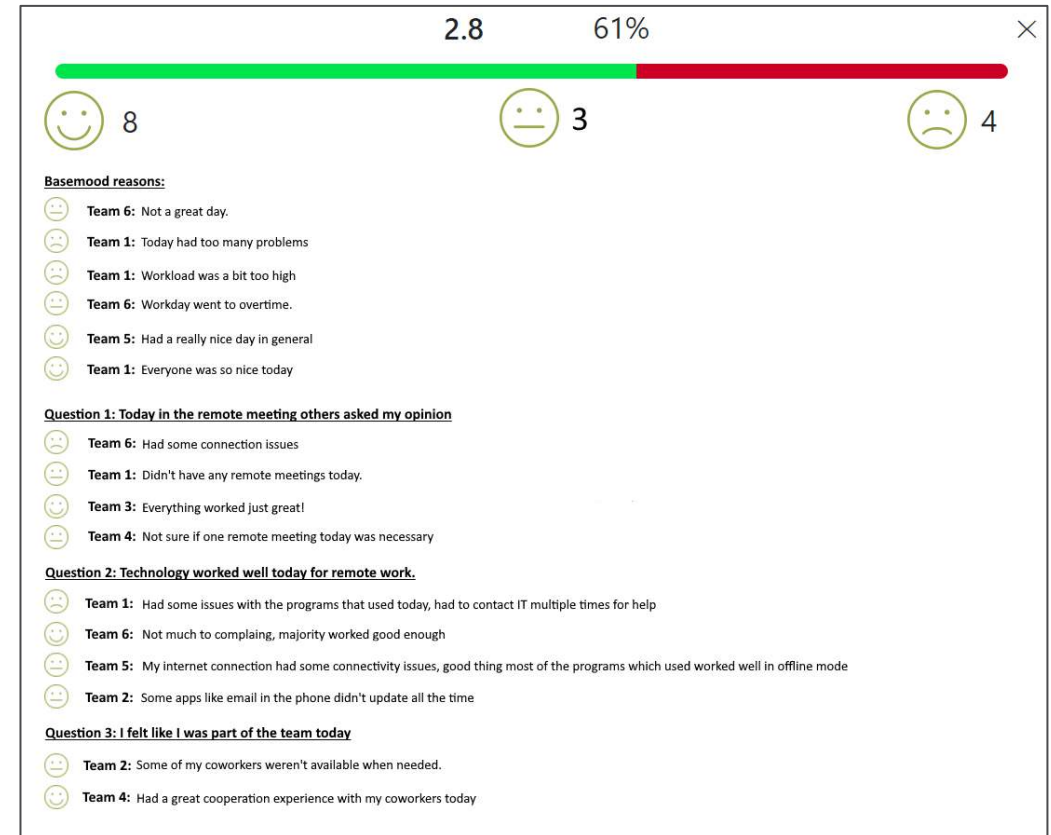 2.8 61%
8 3 4
Basemood reasons:
Team 6: Not a great day.
Team 1: Today had too many problems
Team 1: Workload was a bit too high
Team 6: Workday went to overtime.
Team 5: Had a really nice day in general
Team 1: Everyone was so nice today
Question 1: Today in the remote meeting others asked my opinion
Team 6: Had some connection issues
Team 1: Didn't have any remote meetings today.
Team 3: Everything worked just great!
Team 4: Not sure if one remote meeting today was necessary
Question 2: Technology worked well today for remote work.
Team 1: Had some issues with the programs that used today, had to contact IT multiple times for help
Team 6: Not much to complaing, majority worked good enough
Team 5: My internet connection had some connectivity issues, good thing most of the programs which used worked well in offline mode
Team 2: Some apps like email in the phone didn't update all the time
Question 3: I felt like I was part of the team today
Team 2: Some of my coworkers weren't available when needed.
Team 4: Had a great cooperation experience with my coworkers today